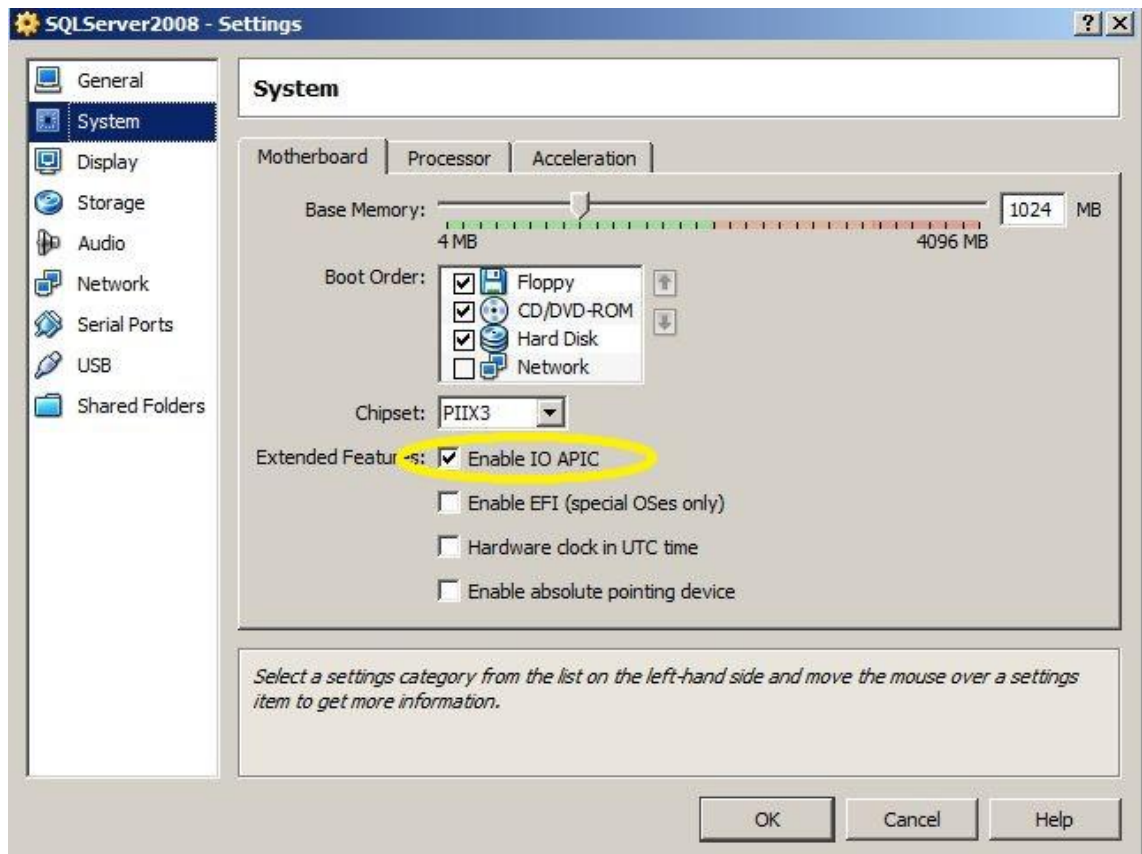 SQLServer2008 - Settings
? X
General
System
Display
Storage
Audio
Network
Serial Ports
USB
Shared Folders
System
Motherboard Processor Acceleration
Base Memory: 1024 MB
4 MB 4096 MB
Boot Order: Floppy
CD/DVD-ROM
Hard Disk
Network
Chipset: PIIX3
Extended Features: Enable IO APIC
Enable EFI (special OSes only)
Hardware clock in UTC time
Enable absolute pointing device
Select a settings category from the list on the left-hand side and move the mouse over a settings
item to get more information.
OK Cancel Help